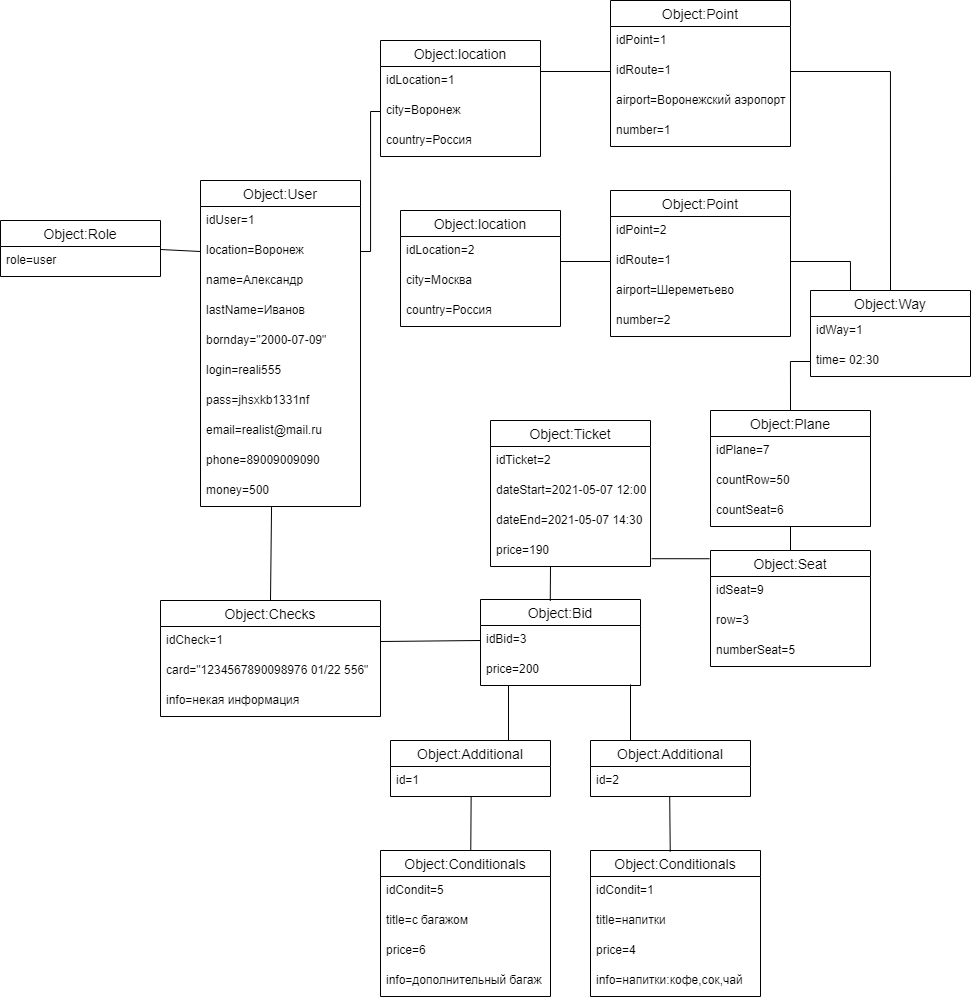 Object:Point
idPoint=1
idRoute=1
airport=Воронежский аэропорт
number=1
Object:location
idLocation=1
city=Воронеж
country=Россия
Object:User
idUser=1
location=Воронеж
name=Александр
lastName=Иванов
bornday="2000-07-09"
login=reali555
pass=jhsxkb1331nf
email=realist@mail.ru
phone=89009009090
money=500
Object:Role
role=user
Object:location
idLocation=2
city=Москва
country=Россия
Object:Point
idPoint=2
idRoute=1
airport=Шереметьево
number=2
Object:Way
idWay=1
time= 02:30
Object:Plane
idPlane=7
countRow=50
countSeat=6
Object:Ticket
idTicket=2
dateStart=2021-05-07 12:00
dateEnd=2021-05-07 14:30
price=190
Object:Seat
idSeat=9
row=3
numberSeat=5
Object:Checks
idCheck=1
card="1234567890098976 01/22 556"
info=некая информация
Object:Bid
idBid=3
price=200
Object:Additional
id=1
Object:Additional
id=2
Object:Conditionals
idCondit=5
title=с багажом
price=6
info=дополнительный багаж
Object:Conditionals
idCondit=1
title=напитки
price=4
info=напитки:кофе,сок,чай